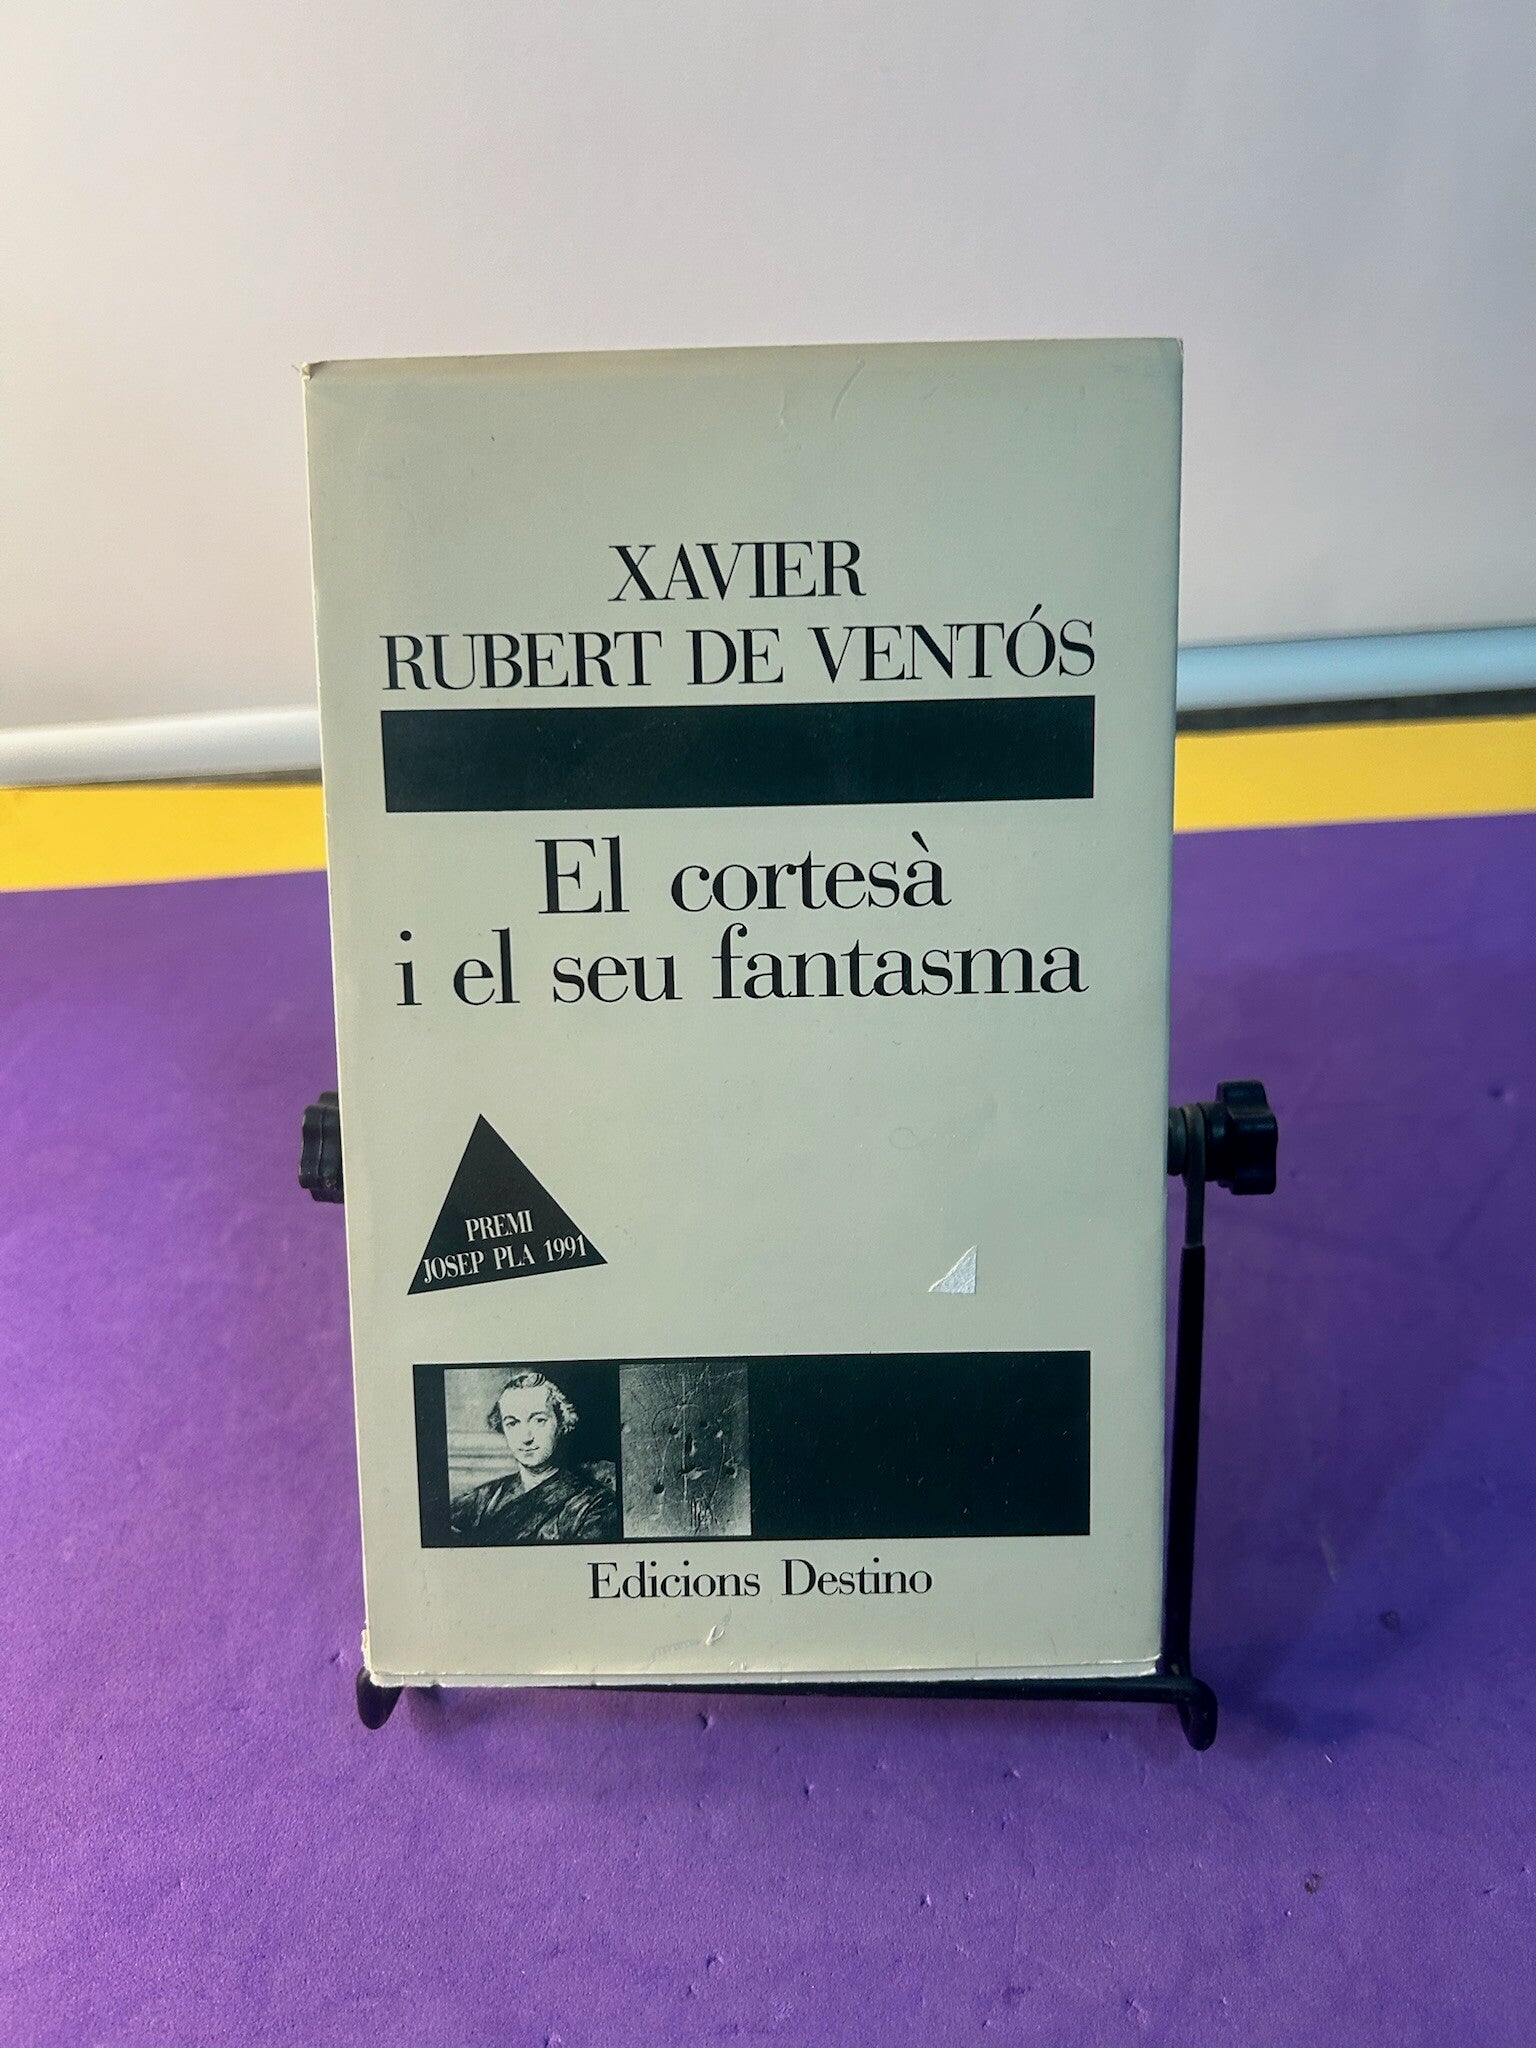 XAVIER
RUBERT DE VENTÓS
El cortesà
i el seu fantasma
PREMI
JOSEP PLA 1991
Edicions Destino